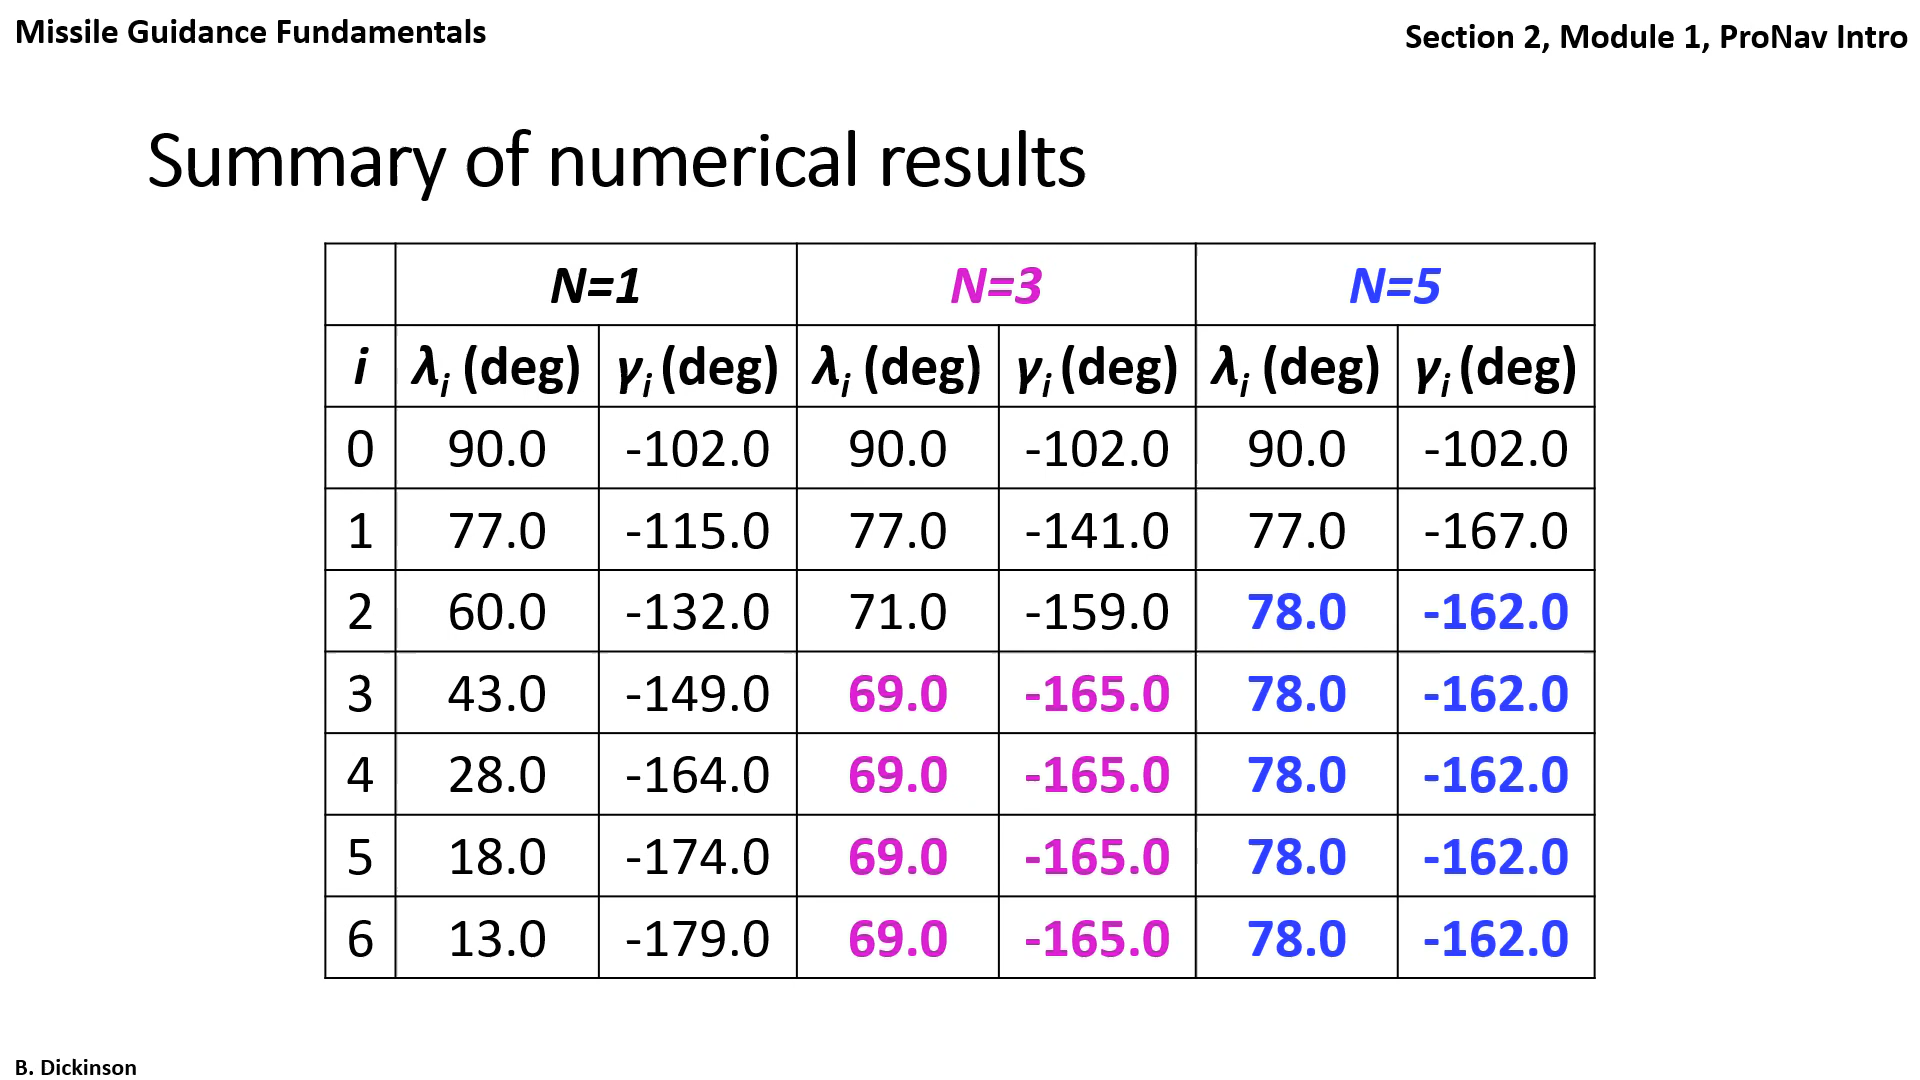 Missile Guidance Fundamentals
Section 2, Module 1, ProNav Intro
Summary of numerical results
N=1 N=3 N=5
i λi (deg) γi (deg) λi (deg) γi (deg) λi (deg) γi (deg)
0 90.0 -102.0 90.0 -102.0 90.0 -102.0
1 77.0 -115.0 77.0 -141.0 77.0 -167.0
2 60.0 -132.0 71.0 -159.0 78.0 -162.0
3 43.0 -149.0 69.0 -165.0 78.0 -162.0
4 28.0 -164.0 69.0 -165.0 78.0 -162.0
5 18.0 -174.0 69.0 -165.0 78.0 -162.0
6 13.0 -179.0 69.0 -165.0 78.0 -162.0
B. Dickinson